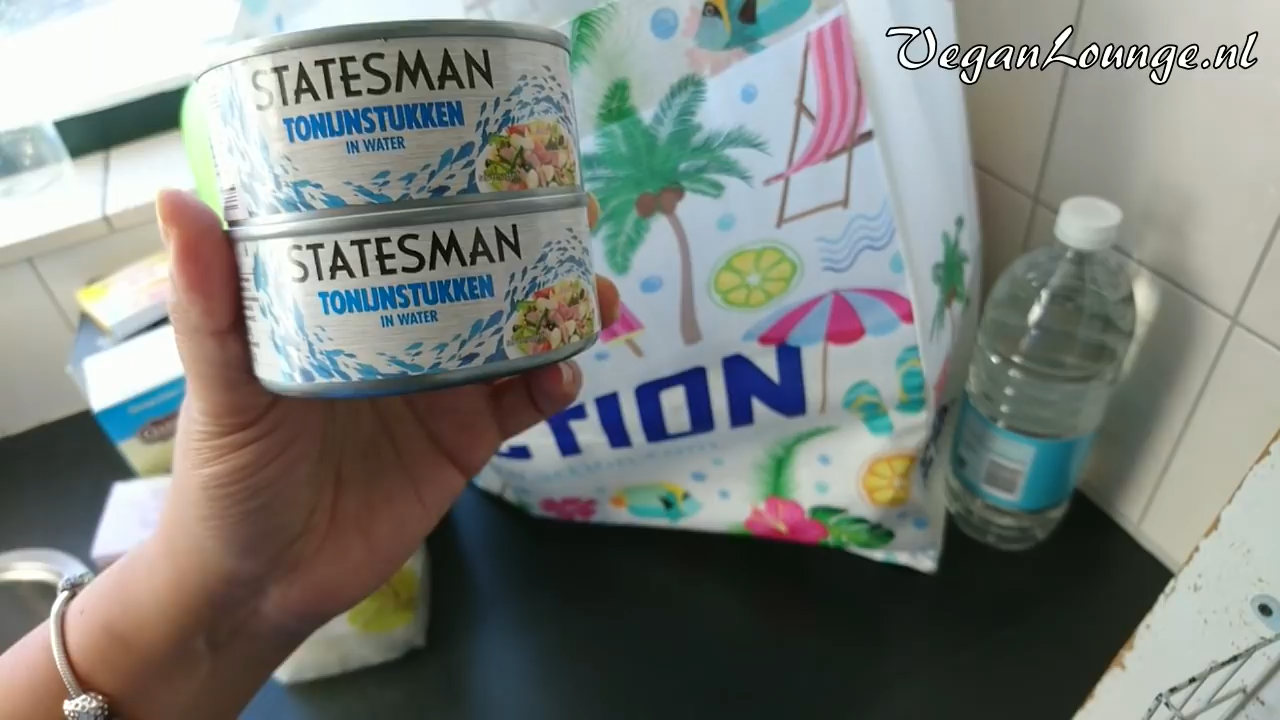 VeganLounge.nl
STATESMAN
TONIJNSTUKKEN
IN WATER
STATESMAN
TONIJNSTUKKEN
IN WATER
CTION